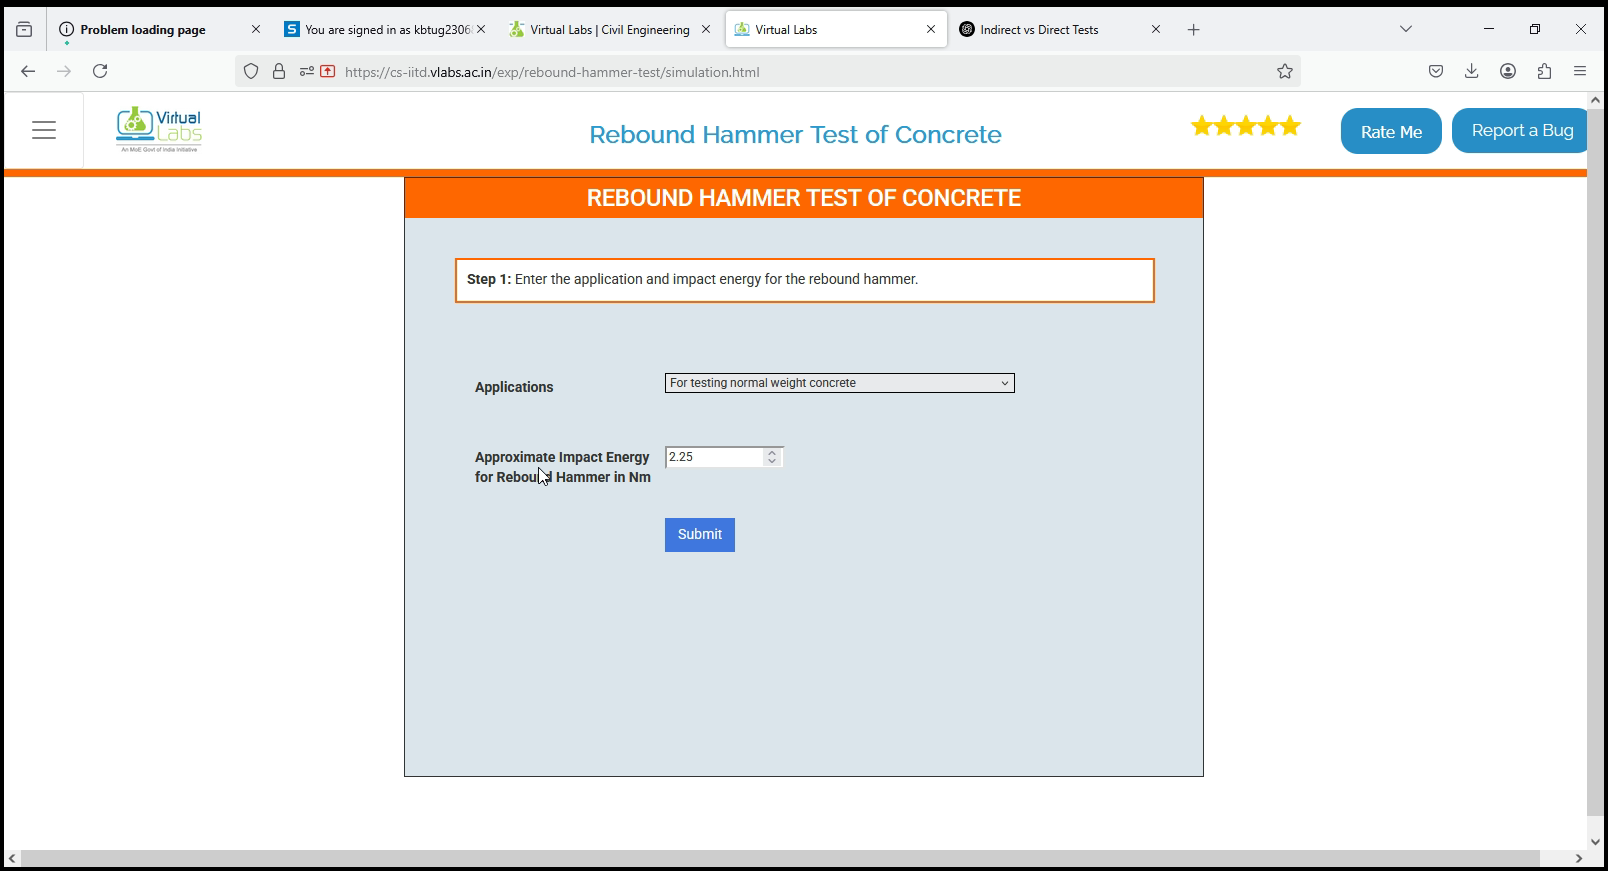 Problem loading page
You are signed in as kbtug2306
Virtual Labs | Civil Engineering
Virtual Labs
Indirect vs Direct Tests
https://cs-iitd.vlabs.ac.in/exp/rebound-hammer-test/simulation.html
Virtual
Labs
An MoE Govt of India Initiative
Rebound Hammer Test of Concrete
Rate Me
Report a Bug
REBOUND HAMMER TEST OF CONCRETE
Step 1: Enter the application and impact energy for the rebound hammer.
Applications
For testing normal weight concrete
Approximate Impact Energy
for Rebound Hammer in Nm
2.25
Submit